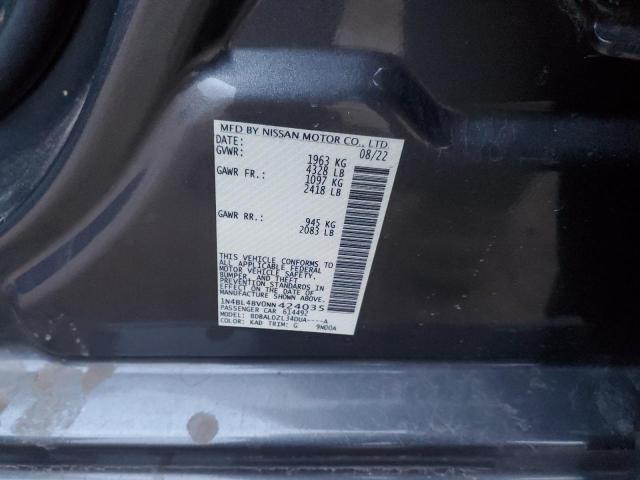 MFD BY NISSAN MOTOR CO., LTD.
DATE: 08/22
GVWR: 1963 KG
4328 LB
GAWR FR.: 1097 KG
2418 LB
GAWR RR.: 945 KG
2083 LB
THIS VEHICLE CONFORMS TO
ALL APPLICABLE FEDERAL
MOTOR VEHICLE SAFETY,
BUMPER, AND THEFT
PREVENTION STANDARDS IN
EFFECT ON THE DATE OF
MANUFACTURE SHOWN ABOVE.
1N4BL4BV0NN424035
PASSENGER CAR 614492
MODEL: BDBALDZL34DUA----A
COLOR: KAD TRIM: G 9N00A